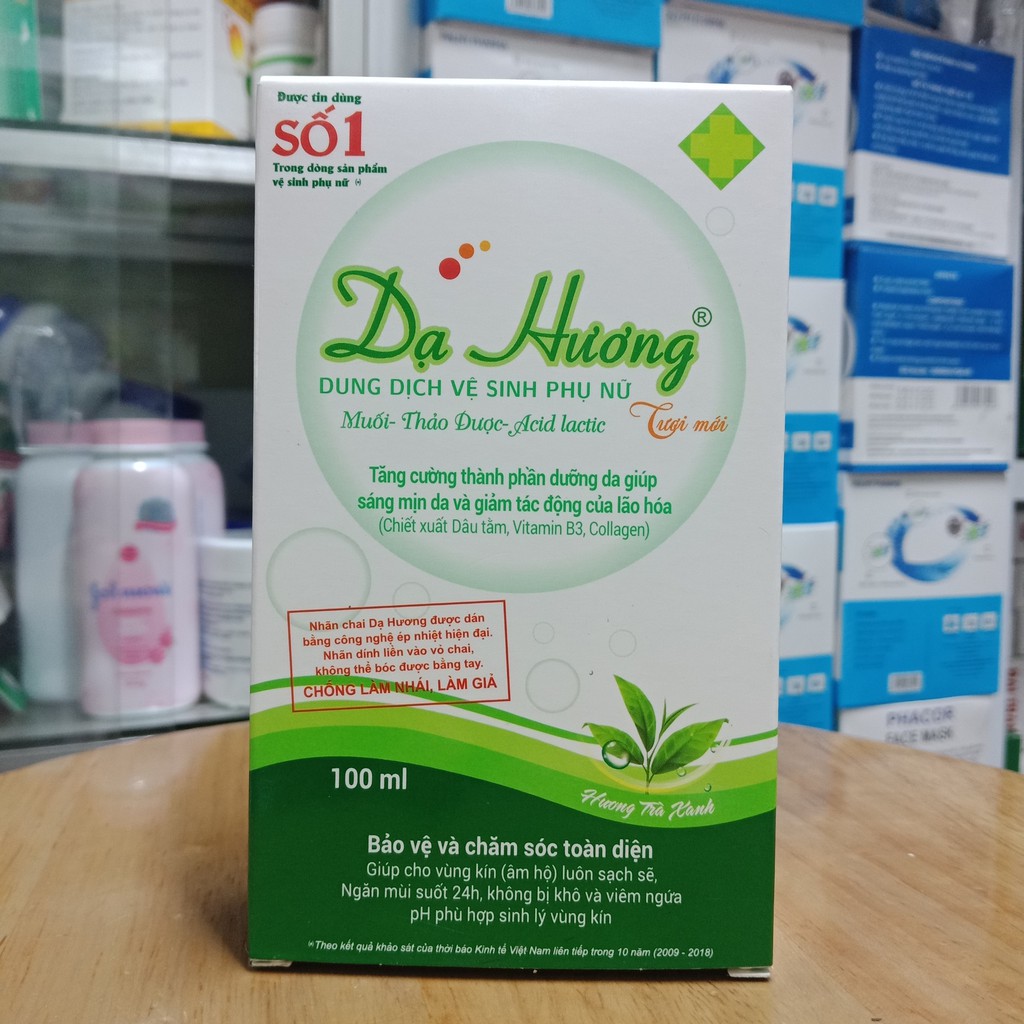 Được tin dùng
SỐ 1
Trong dòng sản phẩm
vệ sinh phụ nữ (*)
Dạ Hương®
DUNG DỊCH VỆ SINH PHỤ NỮ
Muối- Thảo Dược- Acid lactic
Tươi mới
Tăng cường thành phần dưỡng da giúp
sáng mịn da và giảm tác động của lão hóa
(Chiết xuất Dâu tằm, Vitamin B3, Collagen)
Nhãn chai Dạ Hương được dán
bằng công nghệ ép nhiệt hiện đại.
Nhãn dính liền vào vỏ chai,
không thể bóc được bằng tay.
CHỐNG LÀM NHÁI, LÀM GIẢ
100 ml
Hương Trà Xanh
Bảo vệ và chăm sóc toàn diện
Giúp cho vùng kín (âm hộ) luôn sạch sẽ,
Ngăn mùi suốt 24h, không bị khô và viêm ngứa
pH phù hợp sinh lý vùng kín
(*)Theo kết quả khảo sát của thời báo Kinh tế Việt Nam liên tiếp trong 10 năm (2009 - 2018)
Johnson's
PHACOR
FACE MASK